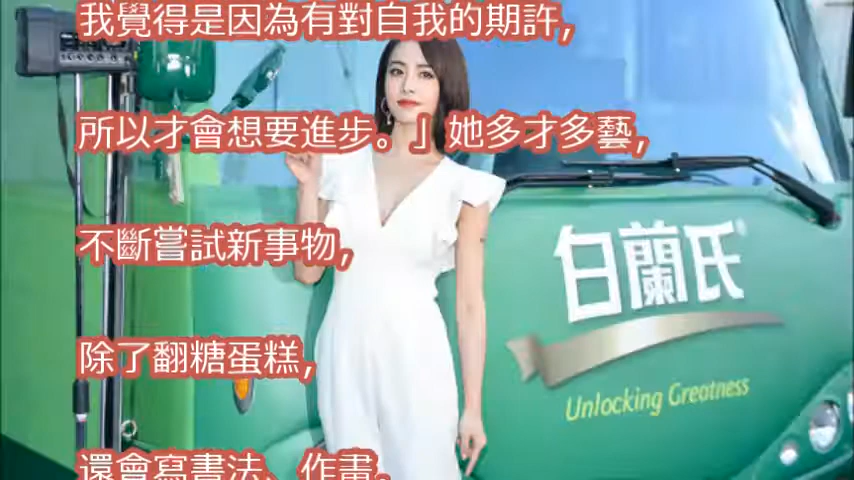 我覺得是因為有對自我的期許，
所以才會想要進步。」她多才多藝，
不斷嘗試新事物，
白蘭氏®
除了翻糖蛋糕，
Unlocking Greatness
還會寫書法、作畫。